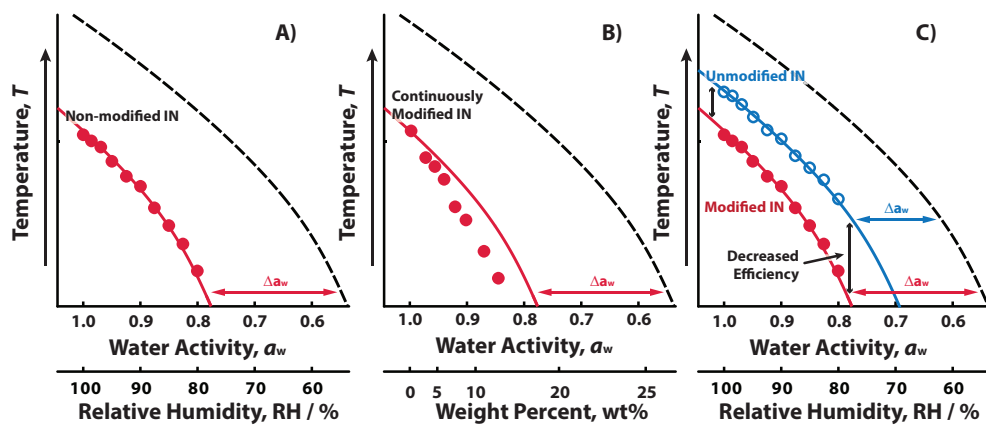 A)
Temperature, T
Non-modified IN
Δaw
1.0 0.9 0.8 0.7 0.6
Water Activity, aw
100 90 80 70 60
Relative Humidity, RH / %
B)
Temperature, T
Continuously
Modified IN
Δaw
1.0 0.9 0.8 0.7 0.6
Water Activity, aw
0 5 10 20 25
Weight Percent, wt%
C)
Temperature, T
Unmodified IN
Δaw
Modified IN
Decreased
Efficiency
Δaw
1.0 0.9 0.8 0.7 0.6
Water Activity, aw
100 90 80 70 60
Relative Humidity, RH / %